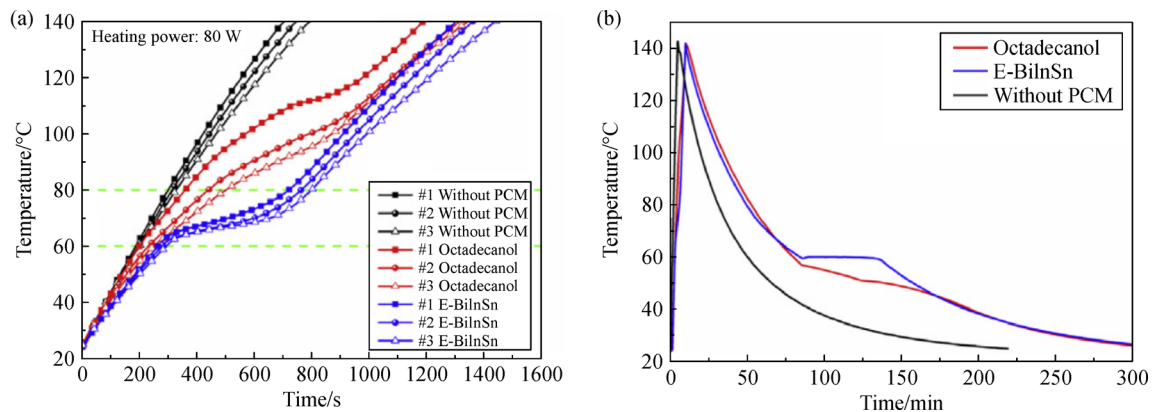 (a)
Heating power: 80 W
Temperature/°C
140
120
100
80
60
40
20
0
200
400
600
800
1000
1200
1400
1600
Time/s
#1 Without PCM
#2 Without PCM
#3 Without PCM
#1 Octadecanol
#2 Octadecanol
#3 Octadecanol
#1 E-BiInSn
#2 E-BiInSn
#3 E-BiInSn
(b)
Temperature/°C
140
120
100
80
60
40
20
0
50
100
150
200
250
300
Time/min
Octadecanol
E-BiInSn
Without PCM